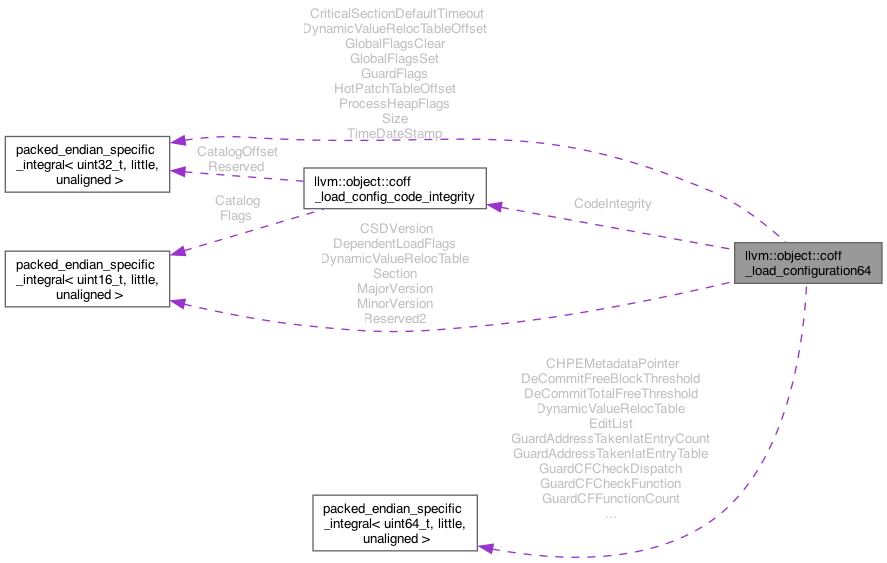 CriticalSectionDefaultTimeout
DynamicValueRelocTableOffset
GlobalFlagsClear
GlobalFlagsSet
GuardFlags
HotPatchTableOffset
ProcessHeapFlags
Size
TimeDateStamp
packed_endian_specific
_integral< uint32_t, little,
unaligned >
CatalogOffset
Reserved
llvm::object::coff
_load_config_code_integrity
Catalog
Flags
CodeIntegrity
CSDVersion
DependentLoadFlags
DynamicValueRelocTable
Section
MajorVersion
MinorVersion
Reserved2
packed_endian_specific
_integral< uint16_t, little,
unaligned >
llvm::object::coff
_load_configuration64
CHPEMetadataPointer
DeCommitFreeBlockThreshold
DeCommitTotalFreeThreshold
DynamicValueRelocTable
EditList
GuardAddressTakenIatEntryCount
GuardAddressTakenIatEntryTable
GuardCFCheckDispatch
GuardCFCheckFunction
GuardCFFunctionCount
...
packed_endian_specific
_integral< uint64_t, little,
unaligned >